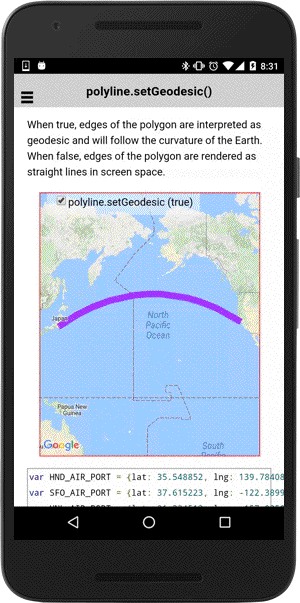 8:31
polyline.setGeodesic()
When true, edges of the polygon are interpreted as
geodesic and will follow the curvature of the Earth.
When false, edges of the polygon are rendered as
straight lines in screen space.
polyline.setGeodesic (true)
Japan
North
Pacific
Ocean
Papua New
Guinea
Google
South
var HND_AIR_PORT = {lat: 35.548852, lng: 139.78408
var SFO_AIR_PORT = {lat: 37.615223, lng: -122.3899